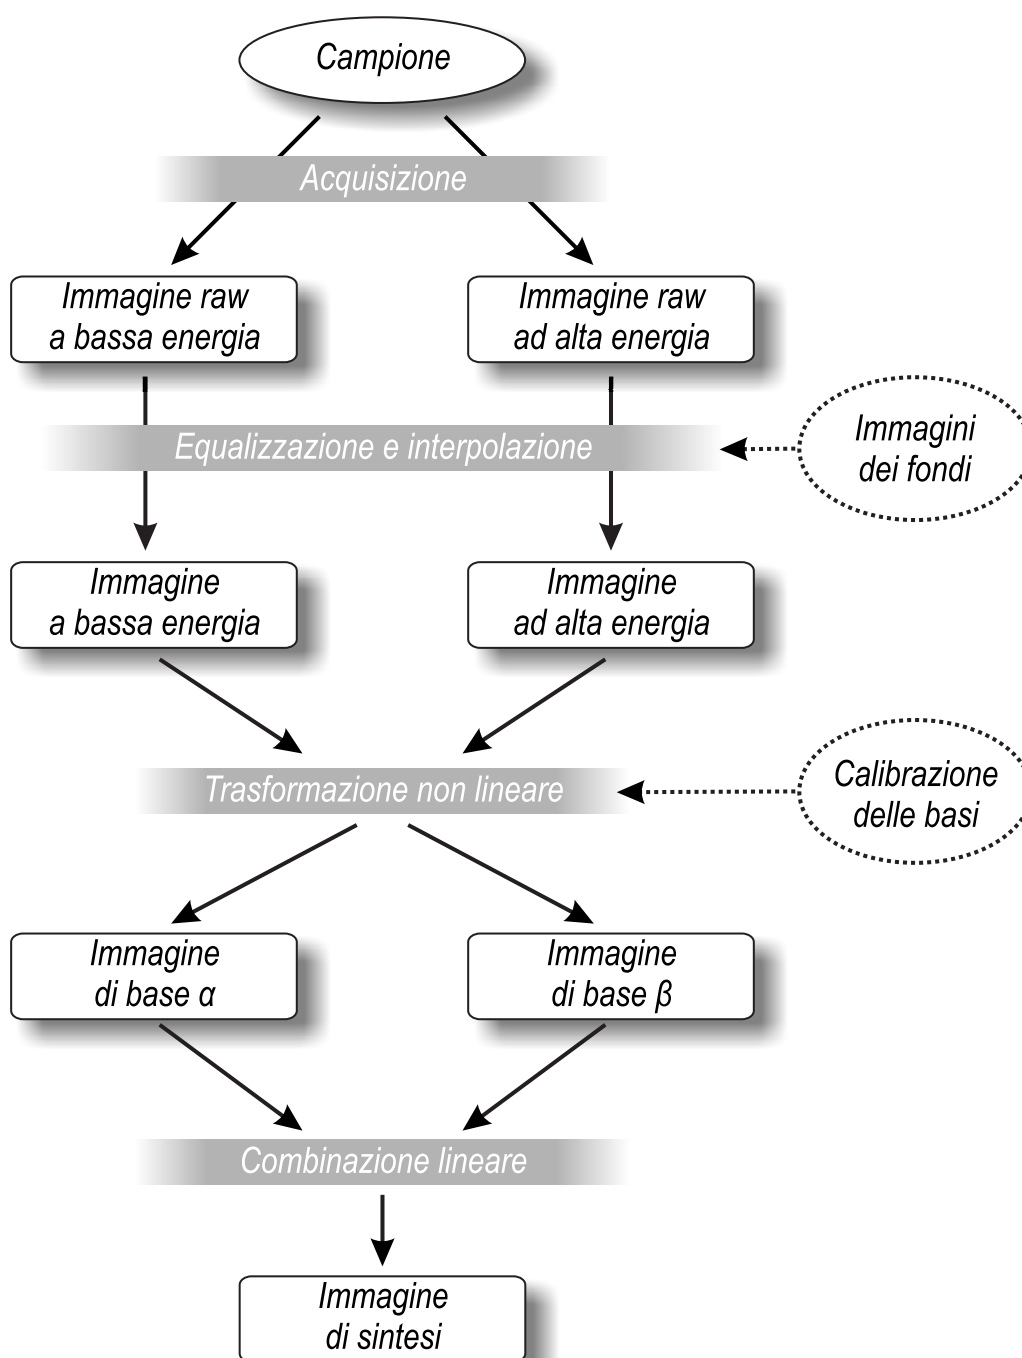 Campione
Acquisizione
Immagine raw
a bassa energia
Immagine raw
ad alta energia
Equalizzazione e interpolazione
Immagini
dei fondi
Immagine
a bassa energia
Immagine
ad alta energia
Trasformazione non lineare
Calibrazione
delle basi
Immagine
di base α
Immagine
di base β
Combinazione lineare
Immagine
di sintesi